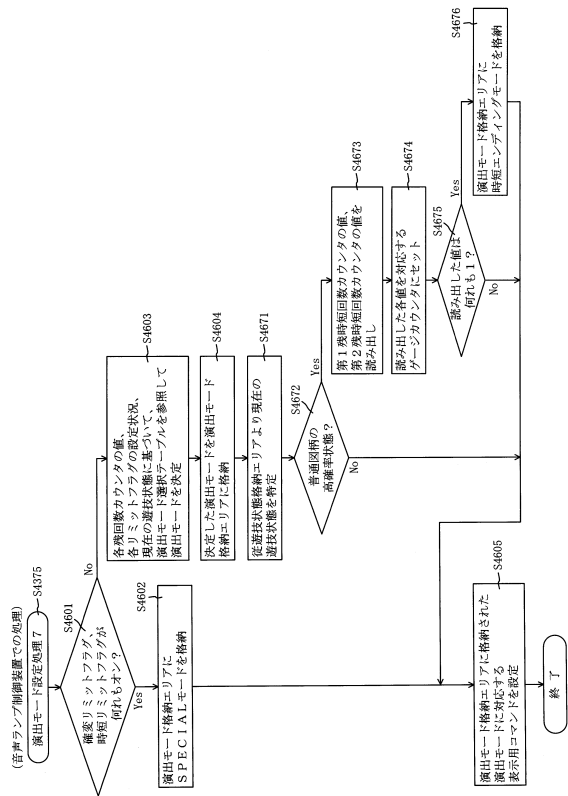 (音声ランプ制御装置での処理)
演出モード設定処理7
S4375
S4601
確変リミットフラグ、
時短リミットフラグが
何れもオン？
No
Yes
S4602
演出モード格納エリアに
ＳＰＥＣＩＡＬモードを格納
S4603
各残回数カウンタの値、
各リミットフラグの設定状況、
現在の遊技状態に基づいて、
演出モード選択テーブルを参照して
演出モードを決定
S4604
決定した演出モードを演出モード
格納エリアに格納
S4671
従遊技状態格納エリアより現在の
遊技状態を特定
S4672
普通図柄の
高確率状態？
Yes
No
S4673
第１残時短回数カウンタの値、
第２残時短回数カウンタの値を
読み出し
S4674
読み出した各値を対応する
ゲージカウンタにセット
S4675
読み出した値は
何れも１？
Yes
No
S4676
演出モード格納エリアに
時短エンディングモードを格納
S4605
演出モード格納エリアに格納された
演出モードに対応する
表示用コマンドを設定
終了